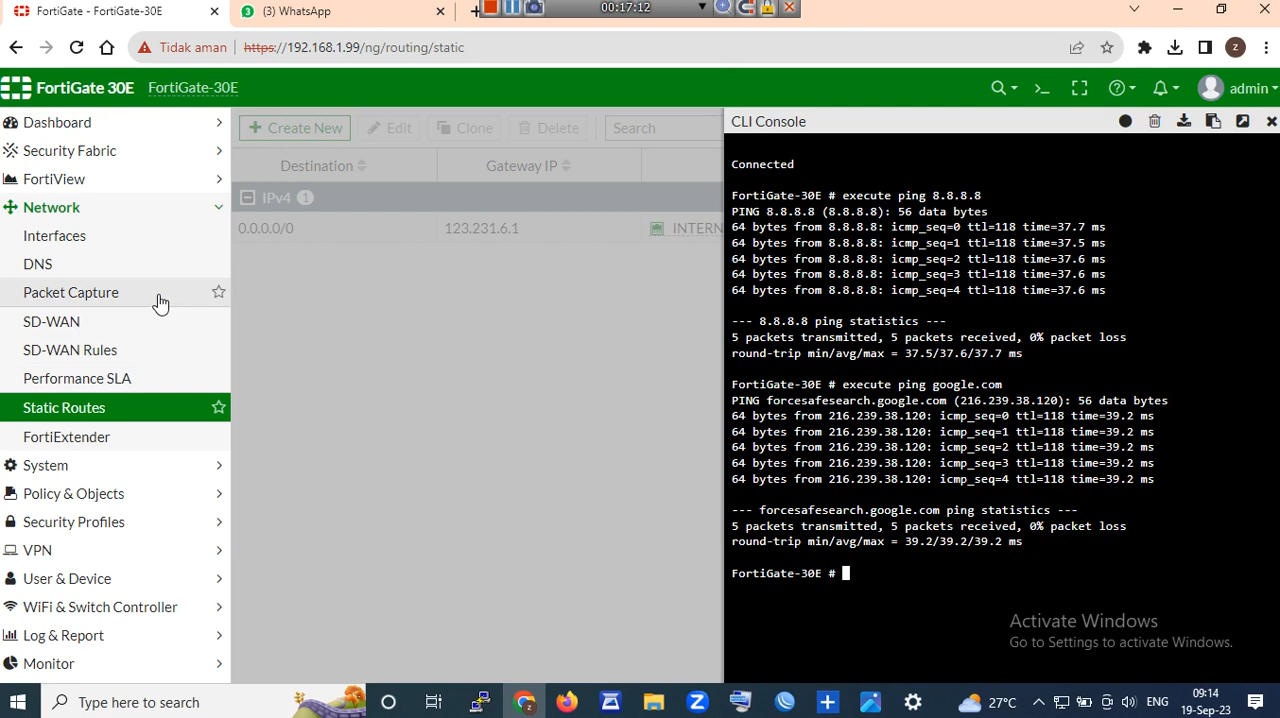 FortiGate - FortiGate-30E
(3) WhatsApp
00:17:12
Tidak aman
https://192.168.1.99/ng/routing/static
z
FortiGate 30E
FortiGate-30E
admin
Dashboard
Security Fabric
FortiView
Network
Interfaces
DNS
Packet Capture
SD-WAN
SD-WAN Rules
Performance SLA
Static Routes
FortiExtender
System
Policy & Objects
Security Profiles
VPN
User & Device
WiFi & Switch Controller
Log & Report
Monitor
Create New
Edit
Clone
Delete
Search
Destination
Gateway IP
IPv4 1
0.0.0.0/0
123.231.6.1
INTERN
CLI Console
Connected
FortiGate-30E # execute ping 8.8.8.8
PING 8.8.8.8 (8.8.8.8): 56 data bytes
64 bytes from 8.8.8.8: icmp_seq=0 ttl=118 time=37.7 ms
64 bytes from 8.8.8.8: icmp_seq=1 ttl=118 time=37.5 ms
64 bytes from 8.8.8.8: icmp_seq=2 ttl=118 time=37.6 ms
64 bytes from 8.8.8.8: icmp_seq=3 ttl=118 time=37.6 ms
64 bytes from 8.8.8.8: icmp_seq=4 ttl=118 time=37.6 ms
--- 8.8.8.8 ping statistics ---
5 packets transmitted, 5 packets received, 0% packet loss
round-trip min/avg/max = 37.5/37.6/37.7 ms
FortiGate-30E # execute ping google.com
PING forcesafesearch.google.com (216.239.38.120): 56 data bytes
64 bytes from 216.239.38.120: icmp_seq=0 ttl=118 time=39.2 ms
64 bytes from 216.239.38.120: icmp_seq=1 ttl=118 time=39.2 ms
64 bytes from 216.239.38.120: icmp_seq=2 ttl=118 time=39.2 ms
64 bytes from 216.239.38.120: icmp_seq=3 ttl=118 time=39.2 ms
64 bytes from 216.239.38.120: icmp_seq=4 ttl=118 time=39.2 ms
--- forcesafesearch.google.com ping statistics ---
5 packets transmitted, 5 packets received, 0% packet loss
round-trip min/avg/max = 39.2/39.2/39.2 ms
FortiGate-30E #
Activate Windows
Go to Settings to activate Windows.
Type here to search
27°C
ENG
09:14
19-Sep-23